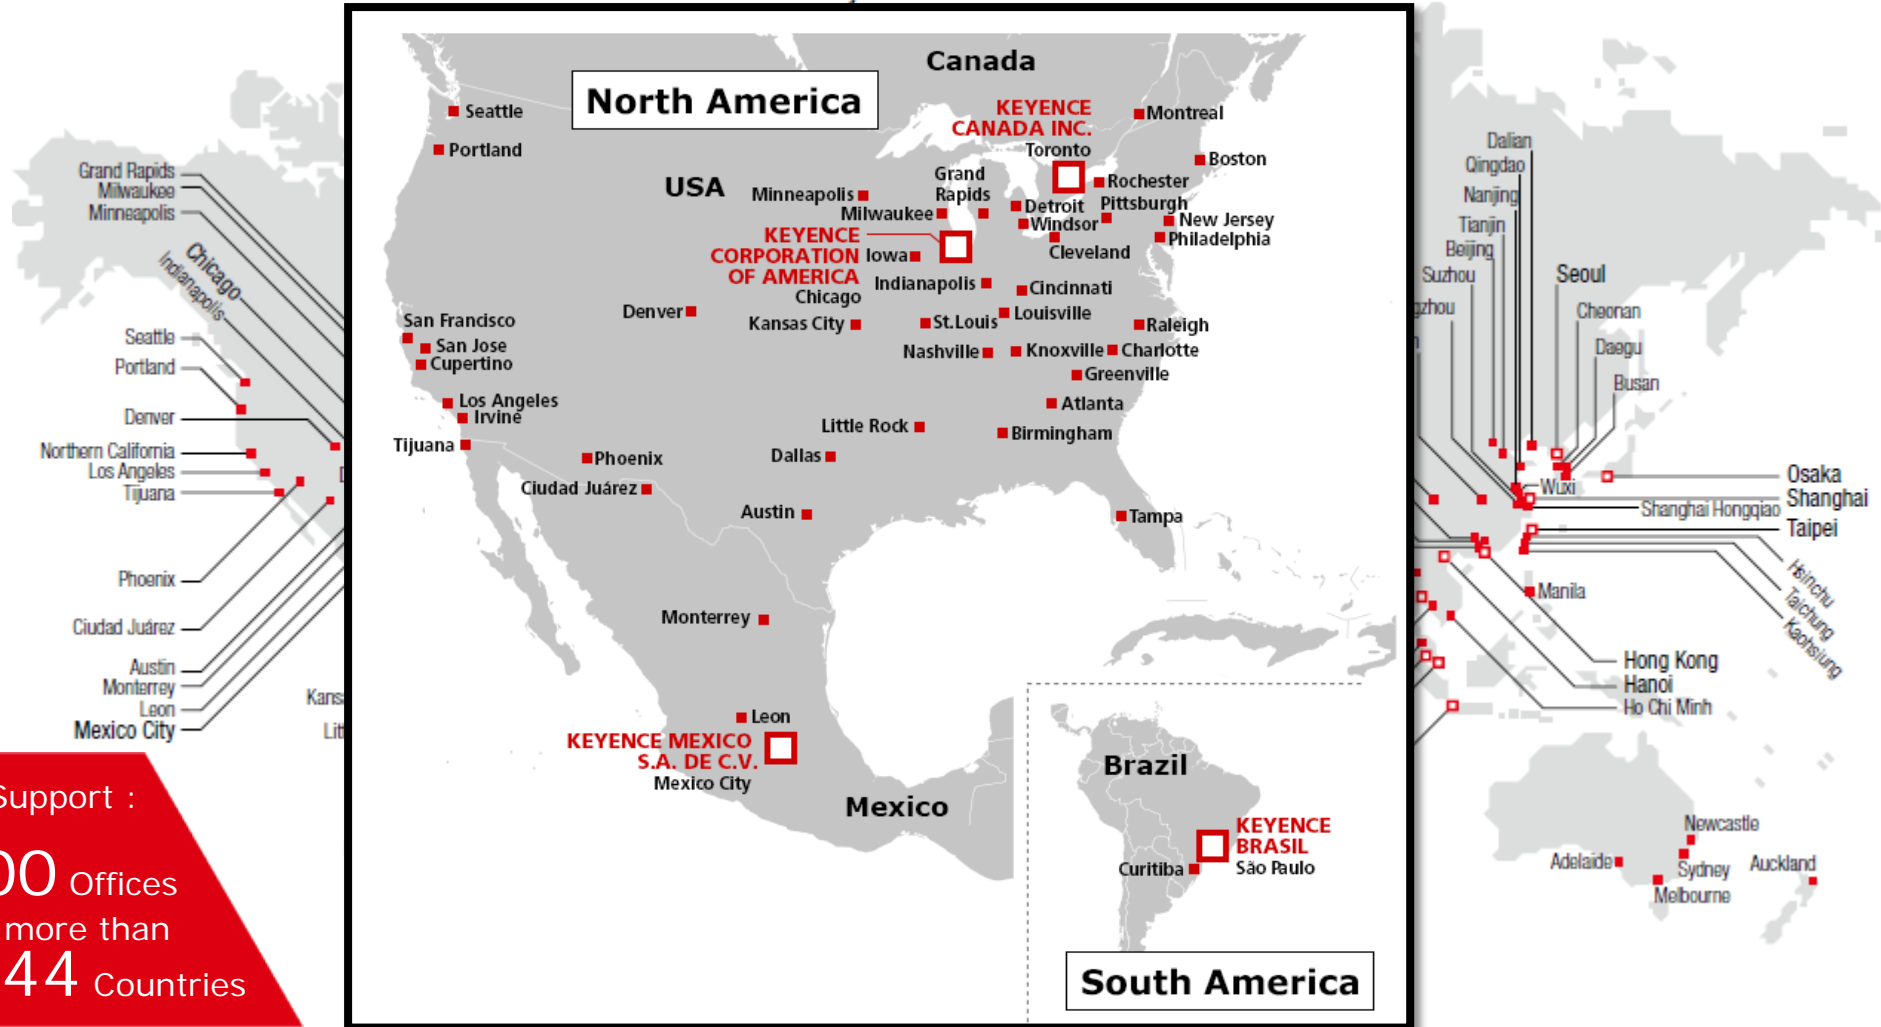 Grand Rapids
Milwaukee
Minneapolis
Chicago
Indianapolis
Seattle
Portland
Denver
Northern California
Los Angeles
Tijuana
Phoenix
Ciudad Juárez
Austin
Monterrey
Leon
Mexico City
Support :
Offices
more than
44 Countries
North America
Canada
USA
Seattle
Portland
KEYENCE
CANADA INC.
Toronto
Montreal
Boston
Rochester
Grand
Rapids
Minneapolis
Milwaukee
Detroit
Windsor
Pittsburgh
New Jersey
Philadelphia
Cleveland
KEYENCE
CORPORATION
OF AMERICA
Chicago
Iowa
Indianapolis
Cincinnati
Louisville
Denver
Kansas City
St.Louis
Raleigh
Nashville
Knoxville
Charlotte
Greenville
San Francisco
San Jose
Cupertino
Los Angeles
Irvine
Tijuana
Atlanta
Little Rock
Birmingham
Phoenix
Dallas
Ciudad Juárez
Austin
Tampa
Monterrey
Leon
KEYENCE MEXICO
S.A. DE C.V.
Mexico City
Mexico
Brazil
KEYENCE
BRASIL
São Paulo
Curitiba
South America
Dalian
Qingdao
Nanjing
Tianjin
Beijing
Suzhou
Seoul
Cheonan
Daegu
Busan
Wuxi
Osaka
Shanghai
Shanghai Hongqiao
Taipei
Hsinchu
Taichung
Kaohsiung
Manila
Hong Kong
Hanoi
Ho Chi Minh
Newcastle
Adelaide
Sydney
Auckland
Melbourne